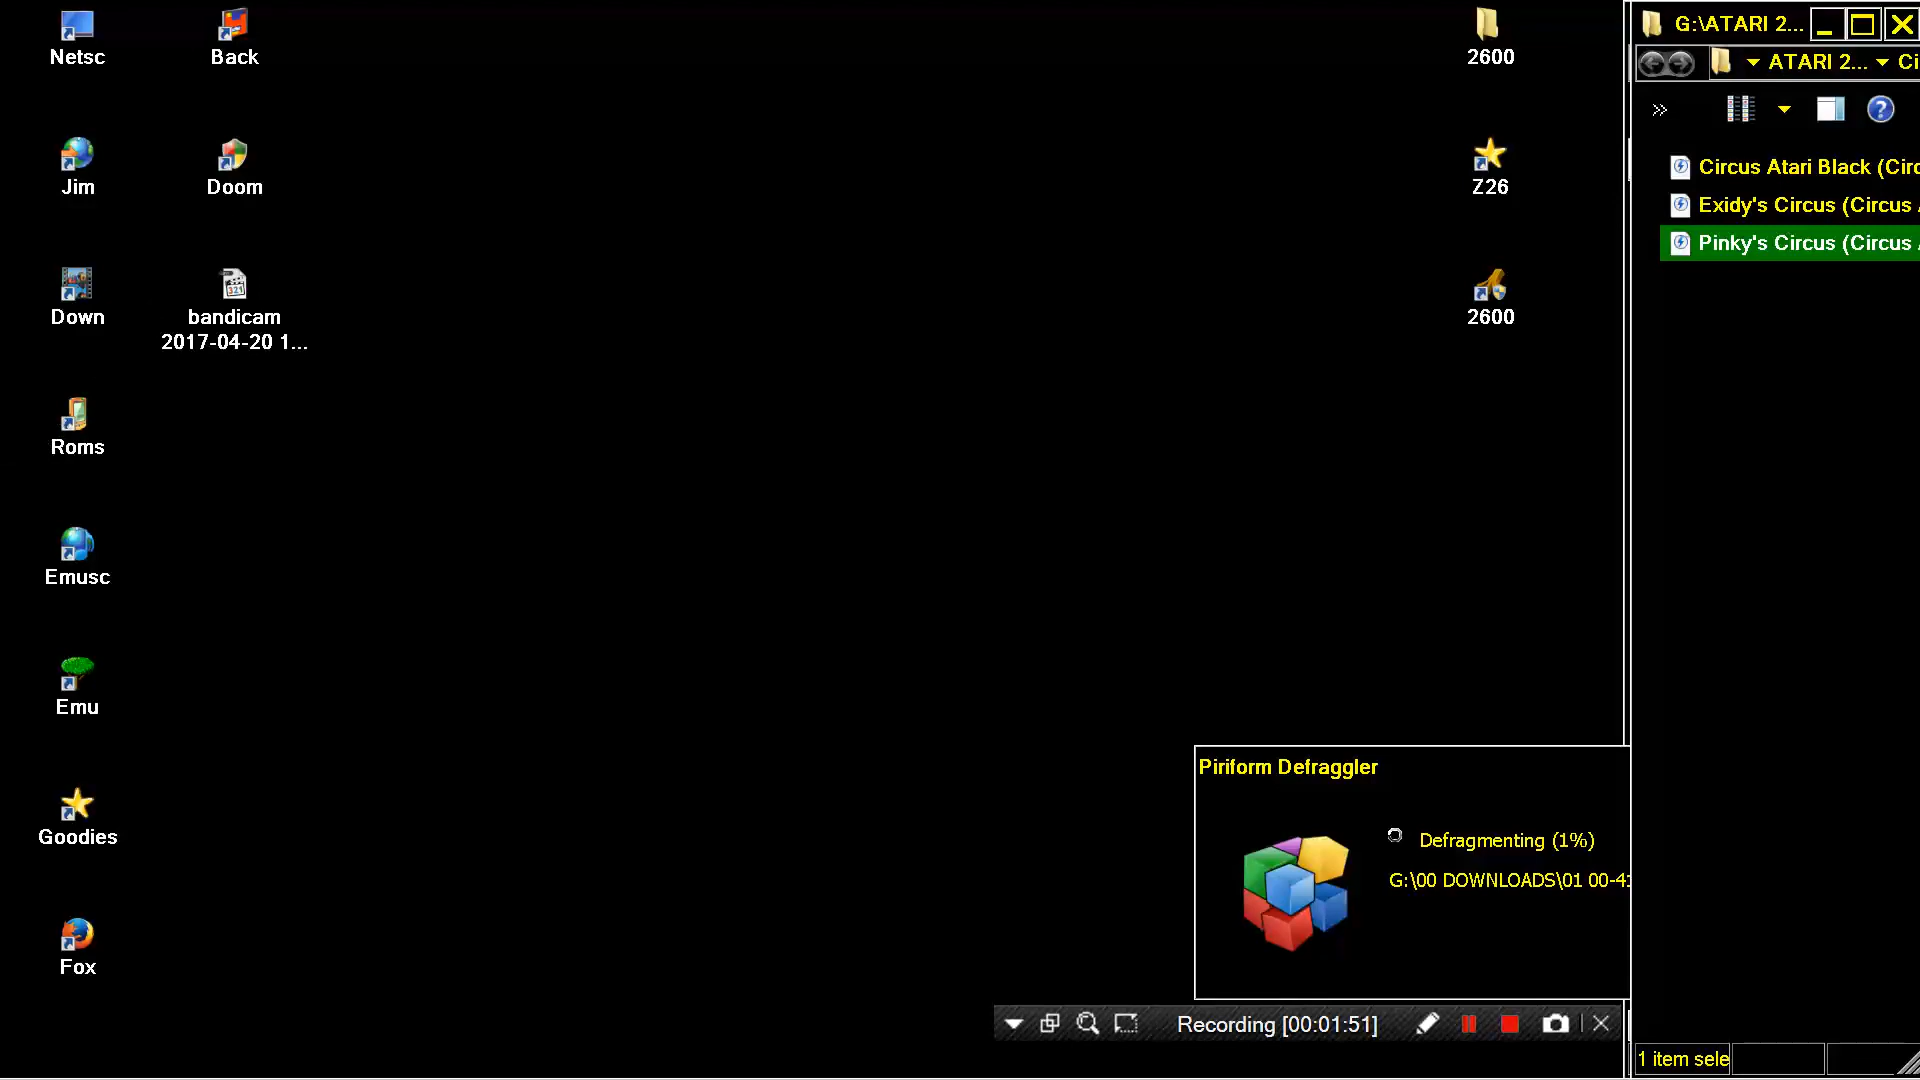 Netsc
Back
2600
Jim
Doom
Z26
Down
bandicam
2017-04-20 1...
2600
Roms
Emusc
Emu
Goodies
Fox
G:\ATARI 2...
ATARI 2...
Ci
»
Circus Atari Black (Circ
Exidy's Circus (Circus
Pinky's Circus (Circus
Piriform Defraggler
Defragmenting (1%)
G:\00 DOWNLOADS\01 00-41
Recording [00:01:51]
1 item sele